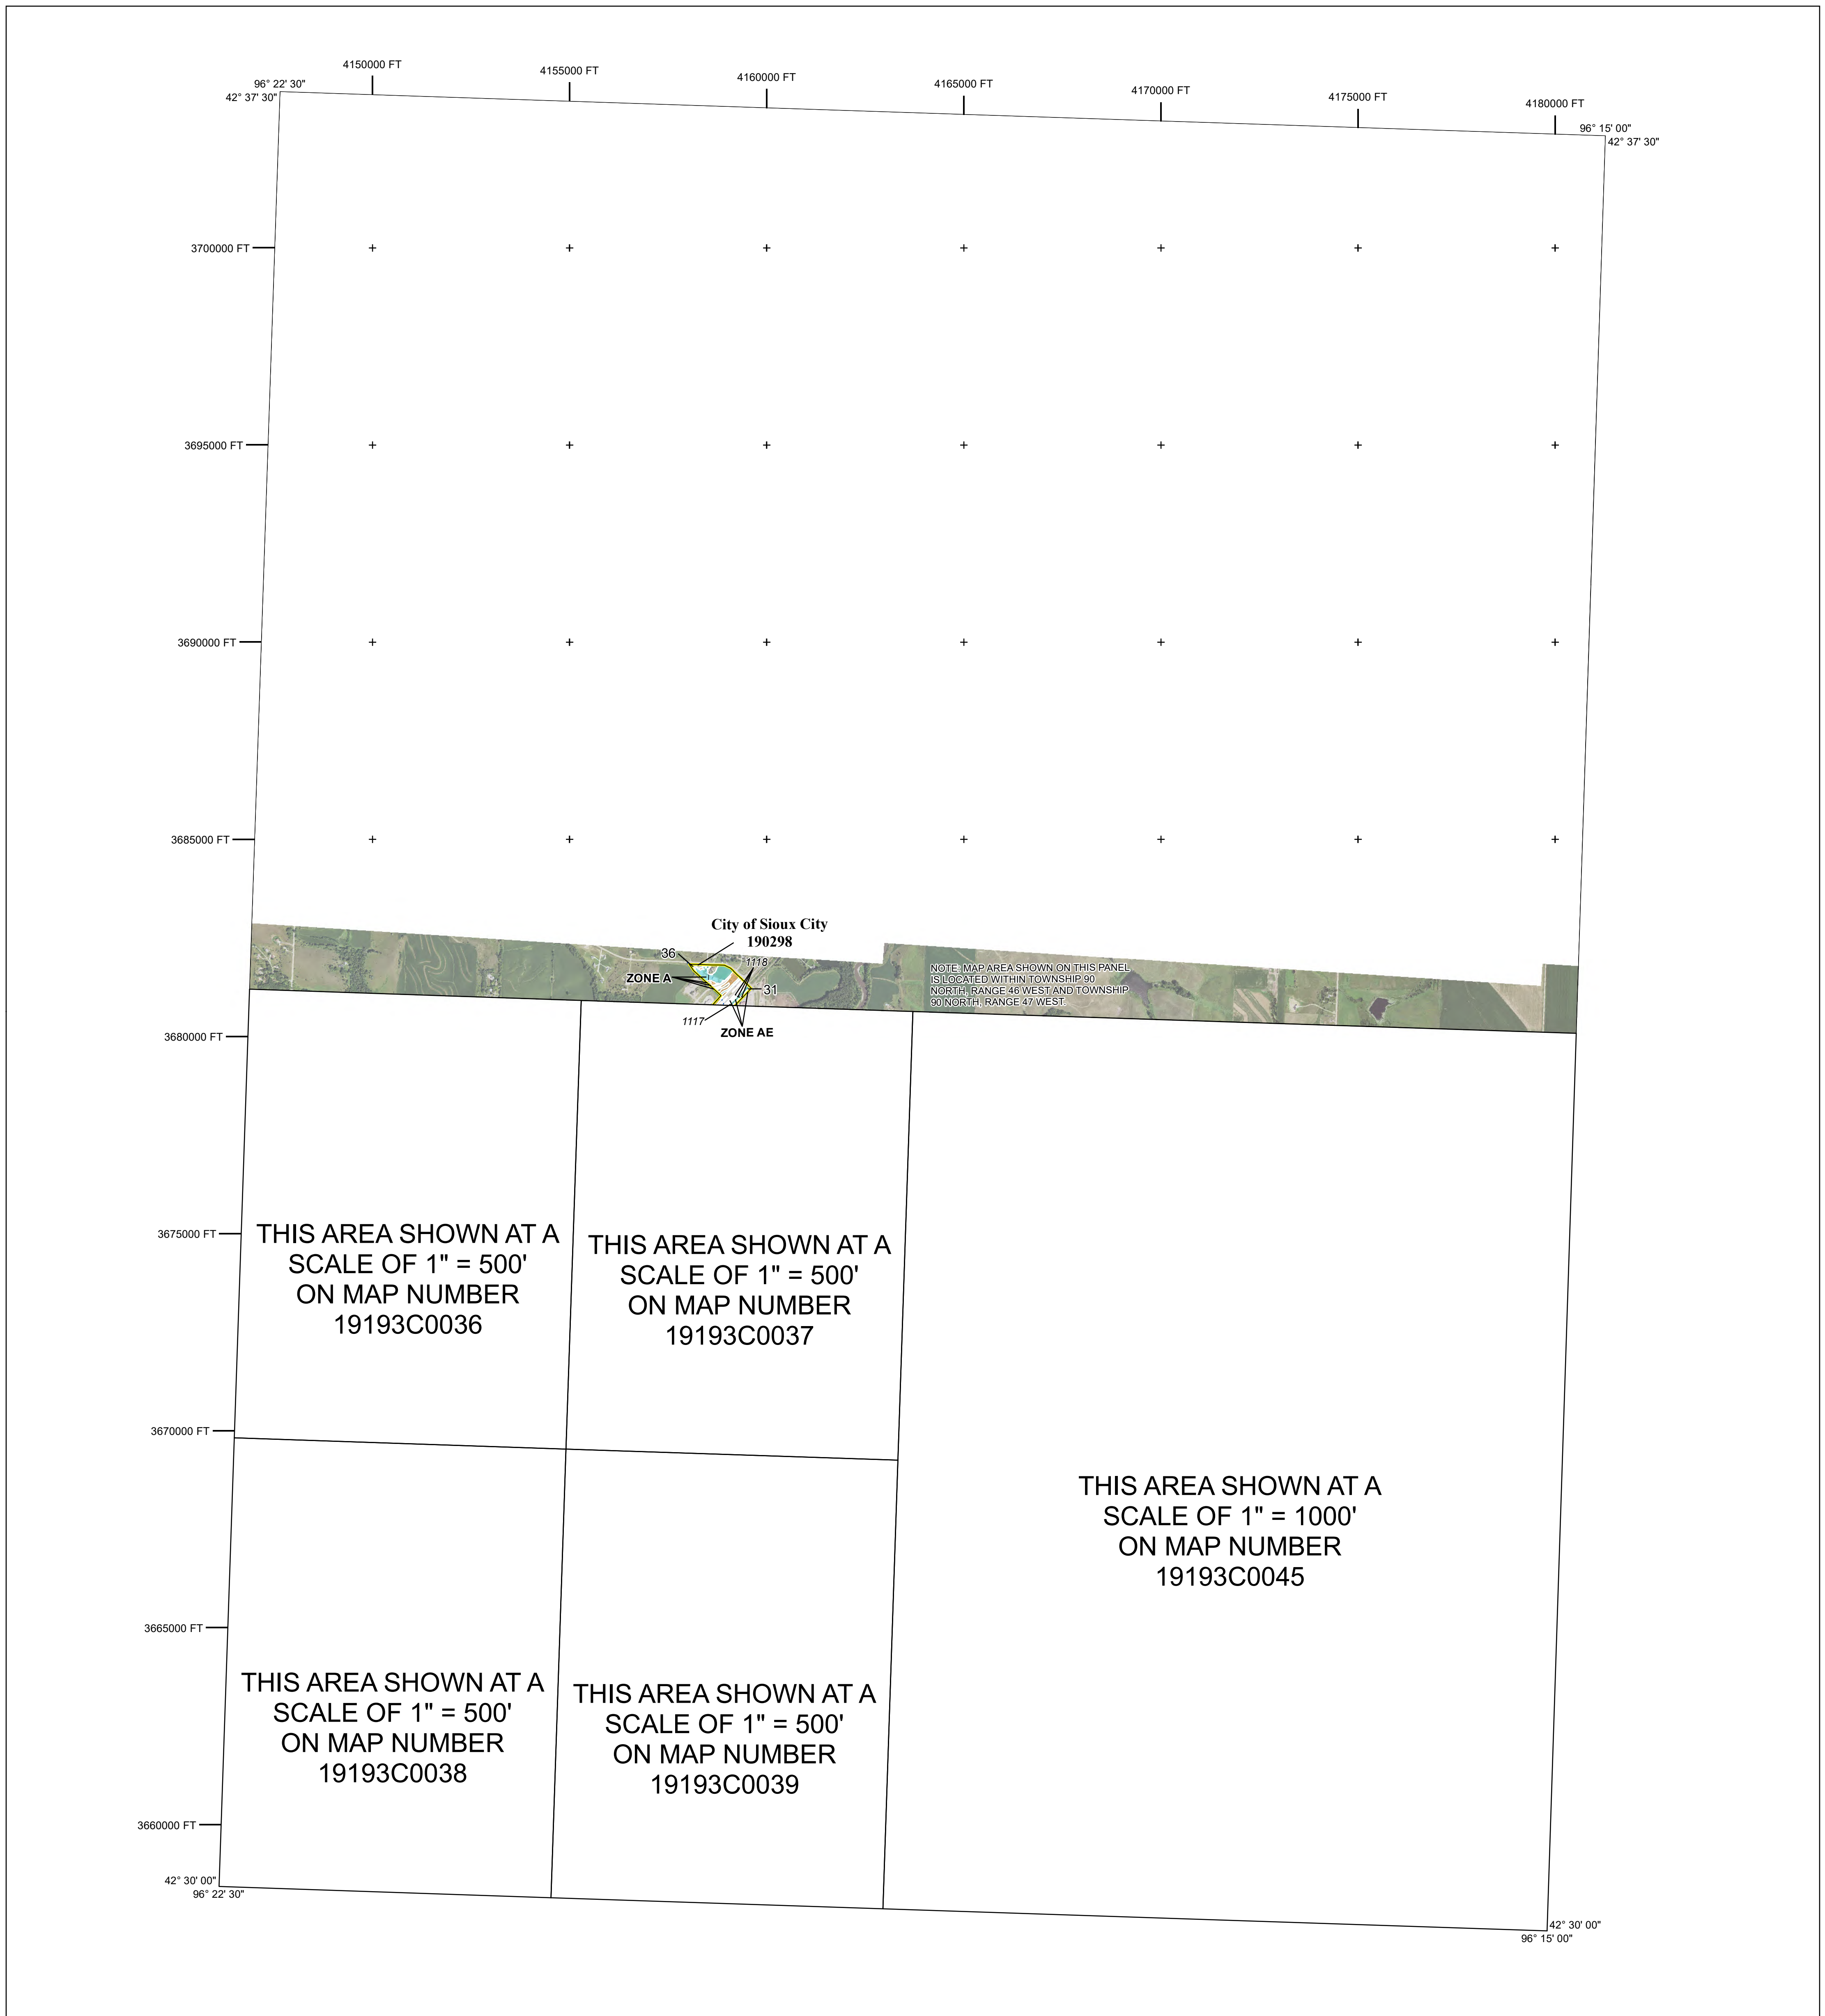 4150000 FT
4155000 FT
4160000 FT
4165000 FT
4170000 FT
4175000 FT
4180000 FT
96° 22' 30"
42° 37' 30"
96° 15' 00"
42° 37' 30"
3700000 FT
3695000 FT
3690000 FT
3685000 FT
City of Sioux City
190298
36
1118
ZONE A
31
1117
ZONE AE
NOTE: MAP AREA SHOWN ON THIS PANEL
IS LOCATED WITHIN TOWNSHIP 90
NORTH, RANGE 46 WEST AND TOWNSHIP
90 NORTH, RANGE 47 WEST.
3680000 FT
3675000 FT
THIS AREA SHOWN AT A
SCALE OF 1" = 500'
ON MAP NUMBER
19193C0036
THIS AREA SHOWN AT A
SCALE OF 1" = 500'
ON MAP NUMBER
19193C0037
3670000 FT
THIS AREA SHOWN AT A
SCALE OF 1" = 1000'
ON MAP NUMBER
19193C0045
3665000 FT
THIS AREA SHOWN AT A
SCALE OF 1" = 500'
ON MAP NUMBER
19193C0038
THIS AREA SHOWN AT A
SCALE OF 1" = 500'
ON MAP NUMBER
19193C0039
3660000 FT
42° 30' 00"
96° 22' 30"
42° 30' 00"
96° 15' 00"